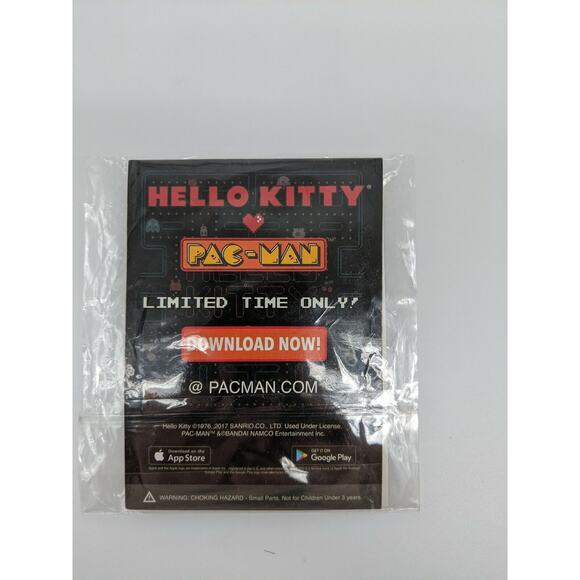 HELLO KITTY®
PAC-MAN™
LIMITED TIME ONLY!
DOWNLOAD NOW!
@ PACMAN.COM
Hello Kitty ©1976, 2017 SANRIO CO., LTD. Used Under License.
PAC-MAN™ &©BANDAI NAMCO Entertainment Inc.
Download on the
App Store
GET IT ON
Google Play
WARNING: CHOKING HAZARD - Small Parts. Not for Children Under 3 years.